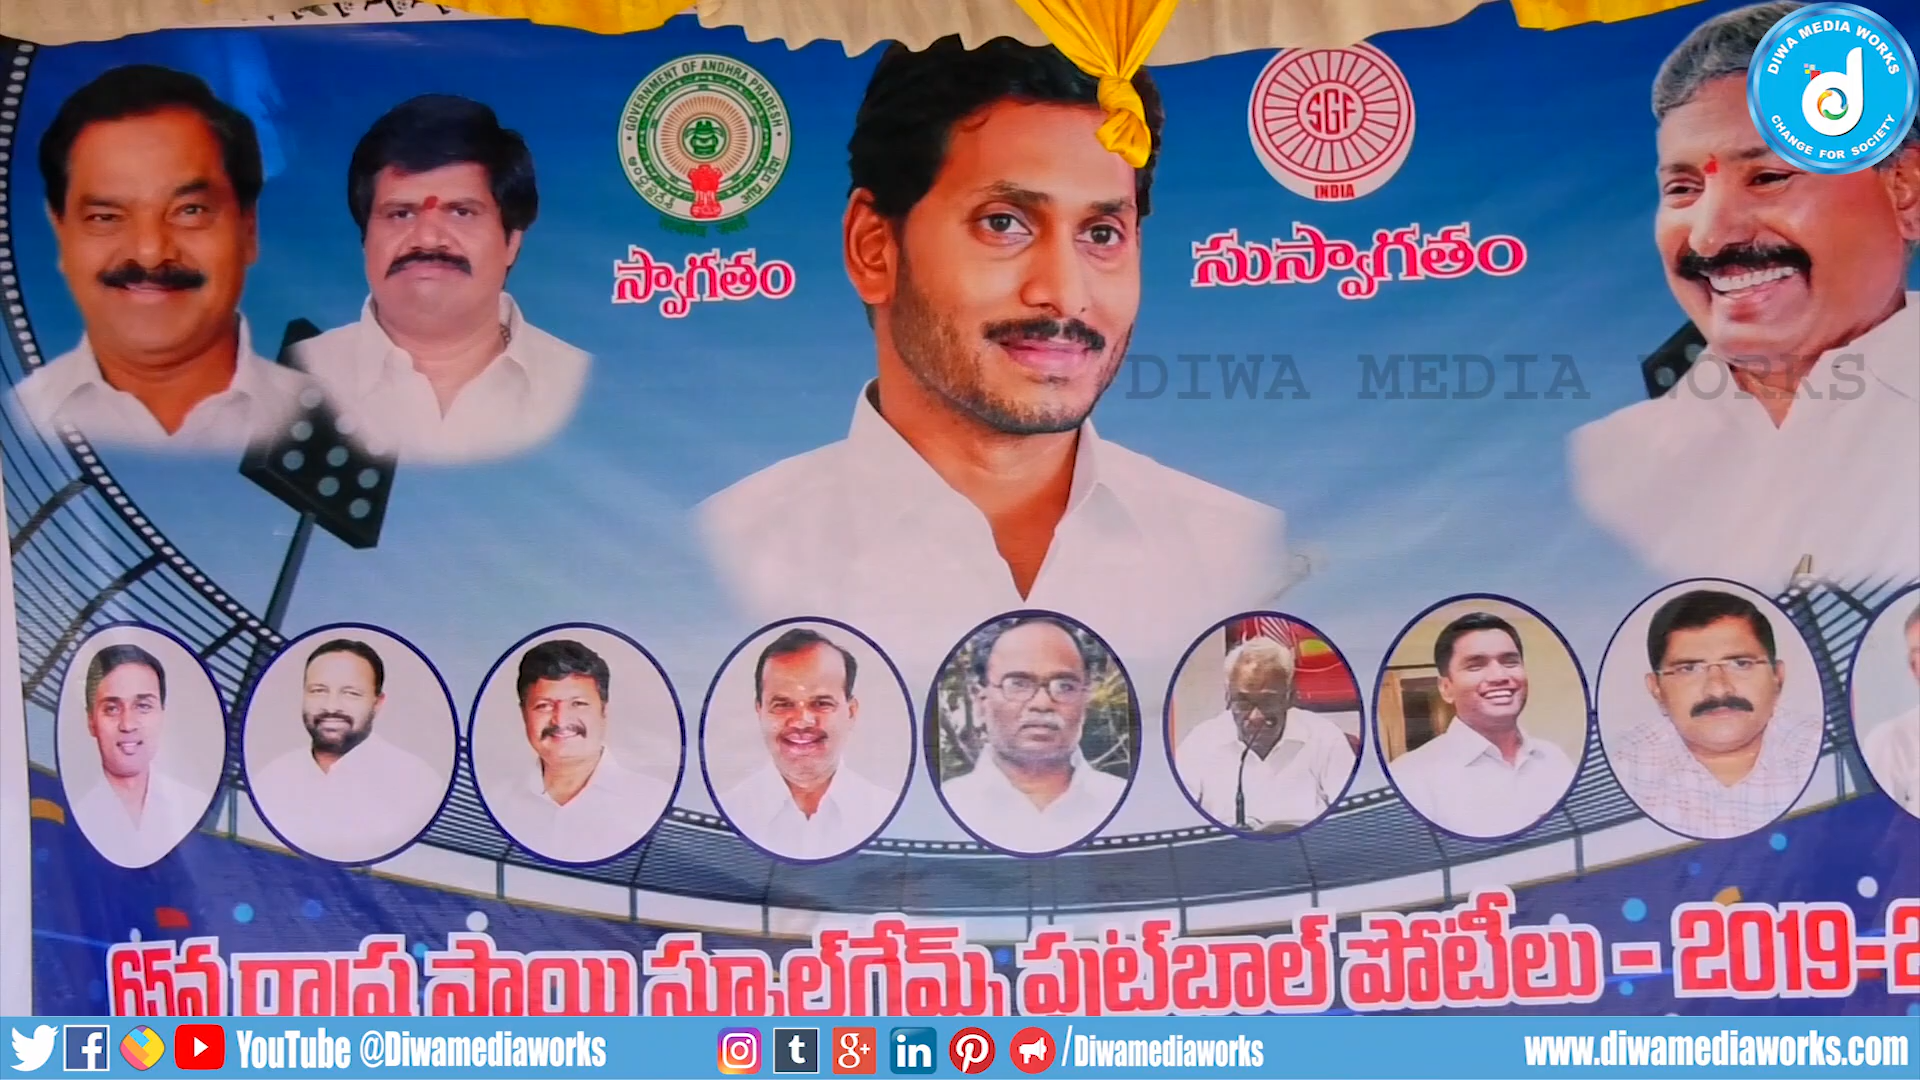 DIWA MEDIA WORKS
d
CHANGE FOR SOCIETY
GOVERNMENT OF ANDHRA PRADESH
SGF
INDIA
స్వాగతం
సుస్వాగతం
DIWA MEDIA WORKS
65వ రాష్ట్ర స్థాయి స్కూల్‌గేమ్స్ ఫుట్‌బాల్ పోటీలు - 2019-2
YouTube @Diwamediaworks
/Diwamediaworks
www.diwamediaworks.com